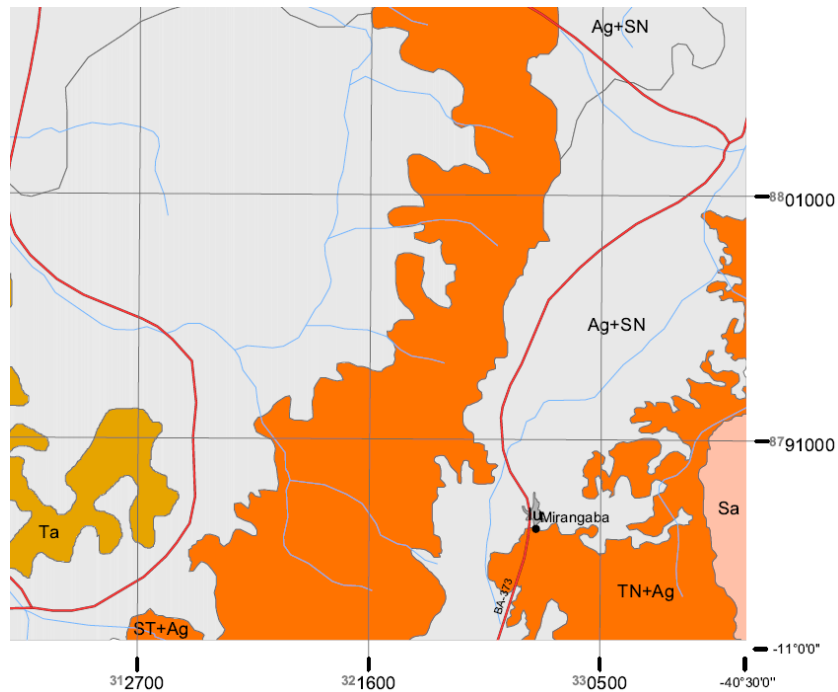 Ag+SN
8801000
Ag+SN
8791000
Iu
Mirangaba
Ta
Sa
BA-373
TN+Ag
ST+Ag
-11°0'0"
312700
321600
330500
-40°30'0"